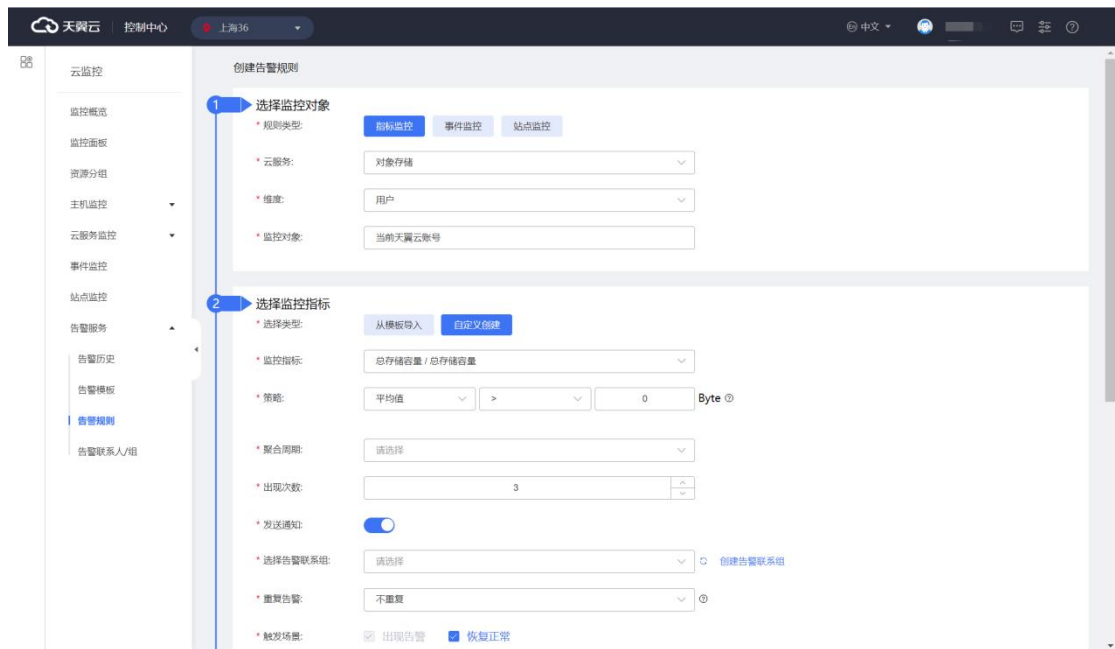 天翼云 控制中心 上海36 中文
云监控
监控概览
监控面板
资源分组
主机监控
云服务监控
事件监控
站点监控
告警服务
告警历史
告警模板
告警规则
告警联系人/组
创建告警规则
1 选择监控对象
* 规则类型: 指标监控 事件监控 站点监控
* 云服务: 对象存储
* 维度: 用户
* 监控对象: 当前天翼云账号
2 选择监控指标
* 选择类型: 从模板导入 自定义创建
* 监控指标: 总存储容量 / 总存储容量
* 策略: 平均值 > 0 Byte
* 聚合周期: 请选择
* 出现次数: 3
* 发送通知:
* 选择告警联系组: 请选择 创建告警联系组
* 重复告警: 不重复
* 触发场景: 出现告警 恢复正常